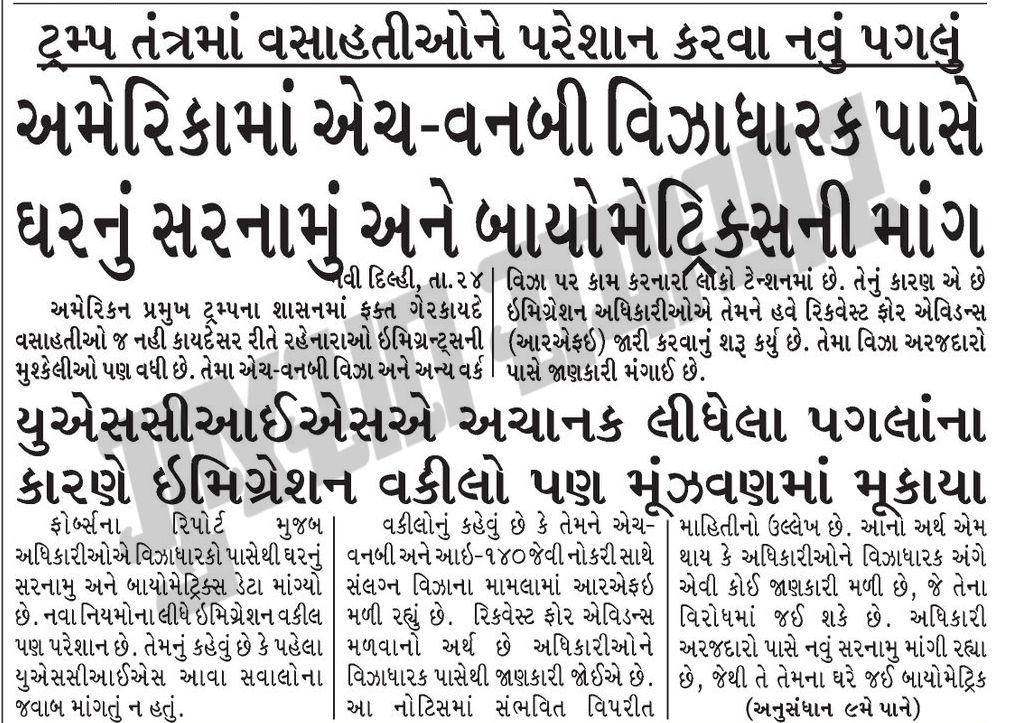 ટ્રમ્પ તંત્રમાં વસાહતીઓને પરેશાન કરવા નવું પગલું
અમેરિકામાં એચ-વનબી વિઝાધારક પાસે
ઘરનું સરનામું અને બાયોમેટ્રિક્સની માંગ
નવી દિલ્હી, તા.૨૪
અમેરિકન પ્રમુખ ટ્રમ્પના શાસનમાં ફક્ત ગેરકાયદે
વસાહતીઓ જ નહી કાયદેસર રીતે રહેનારાઓ ઇમિગ્રન્ટ્સની
મુશ્કેલીઓ પણ વધી છે. તેમા એચ-વનબી વિઝા અને અન્ય વર્ક
વિઝા પર કામ કરનારા લોકો ટેન્શનમાં છે. તેનું કારણ એ છે
ઇમિગ્રેશન અધિકારીઓએ તેમને હવે રિકવેસ્ટ ફોર એવિડન્સ
(આરએફઇ) જારી કરવાનું શરૂ કર્યુ છે. તેમા વિઝા અરજદારો
પાસે જાણકારી મંગાઈ છે.
યુએસસીઆઈએસએ અચાનક લીધેલા પગલાંના
કારણે ઇમિગ્રેશન વકીલો પણ મૂંઝવણમાં મૂકાયા
ફોર્બ્સના રિપોર્ટ મુજબ
અધિકારીઓએ વિઝાધારકો પાસેથી ઘરનું
સરનામુ અને બાયોમેટ્રિક્સ ડેટા માંગ્યો
છે. નવા નિયમોના લીધે ઇમિગ્રેશન વકીલ
પણ પરેશાન છે. તેમનું કહેવું છે કે પહેલા
યુએસસીઆઈએસ આવા સવાલોના
જવાબ માંગતું ન હતું.
વકીલોનું કહેવું છે કે તેમને એચ-
વનબી અને આઇ-૧૪૦ જેવી નોકરી સાથે
સંલગ્ન વિઝાના મામલામાં આરએફઇ
મળી રહ્યું છે. રિકવેસ્ટ ફોર એવિડન્સ
મળવાનો અર્થ છે અધિકારીઓને
વિઝાધારક પાસેથી જાણકારી જોઈએ છે.
આ નોટિસમાં સંભવિત વિપરીત
માહિતીનો ઉલ્લેખ છે. આનો અર્થ એમ
થાય કે અધિકારીઓને વિઝાધારક અંગે
એવી કોઈ જાણકારી મળી છે, જે તેના
વિરોધમાં જઈ શકે છે. અધિકારી
અરજદારો પાસે નવું સરનામુ માંગી રહ્યા
છે, જેથી તે તેમના ઘરે જઈ બાયોમેટ્રિક
(અનુસંધાન ૯મે પાને)
ગુજરાત સમાચાર